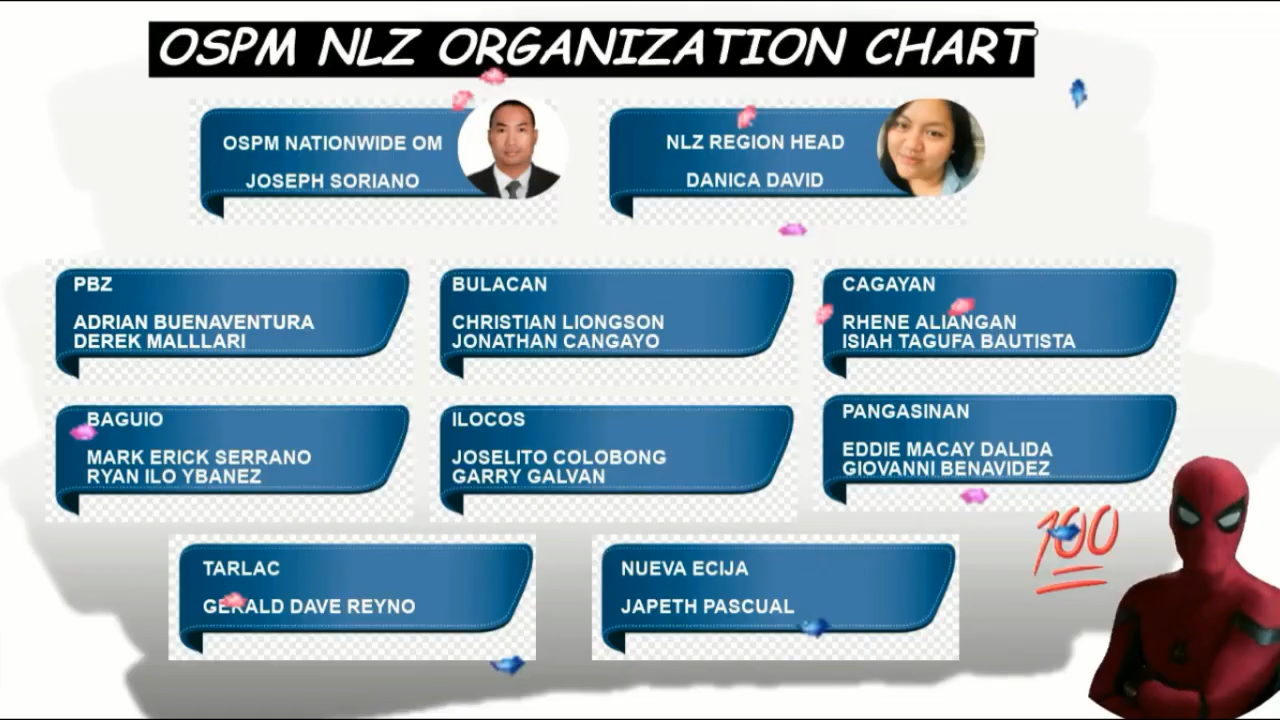 OSPM NLZ ORGANIZATION CHART
OSPM NATIONWIDE OM
JOSEPH SORIANO
NLZ REGION HEAD
DANICA DAVID
PBZ
ADRIAN BUENAVENTURA
DEREK MALLLARI
BULACAN
CHRISTIAN LIONGSON
JONATHAN CANGAYO
CAGAYAN
RHENE ALIANGAN
ISIAH TAGUFA BAUTISTA
BAGUIO
MARK ERICK SERRANO
RYAN ILO YBANEZ
ILOCOS
JOSELITO COLOBONG
GARRY GALVAN
PANGASINAN
EDDIE MACAY DALIDA
GIOVANNI BENAVIDEZ
100
TARLAC
GERALD DAVE REYNO
NUEVA ECIJA
JAPETH PASCUAL